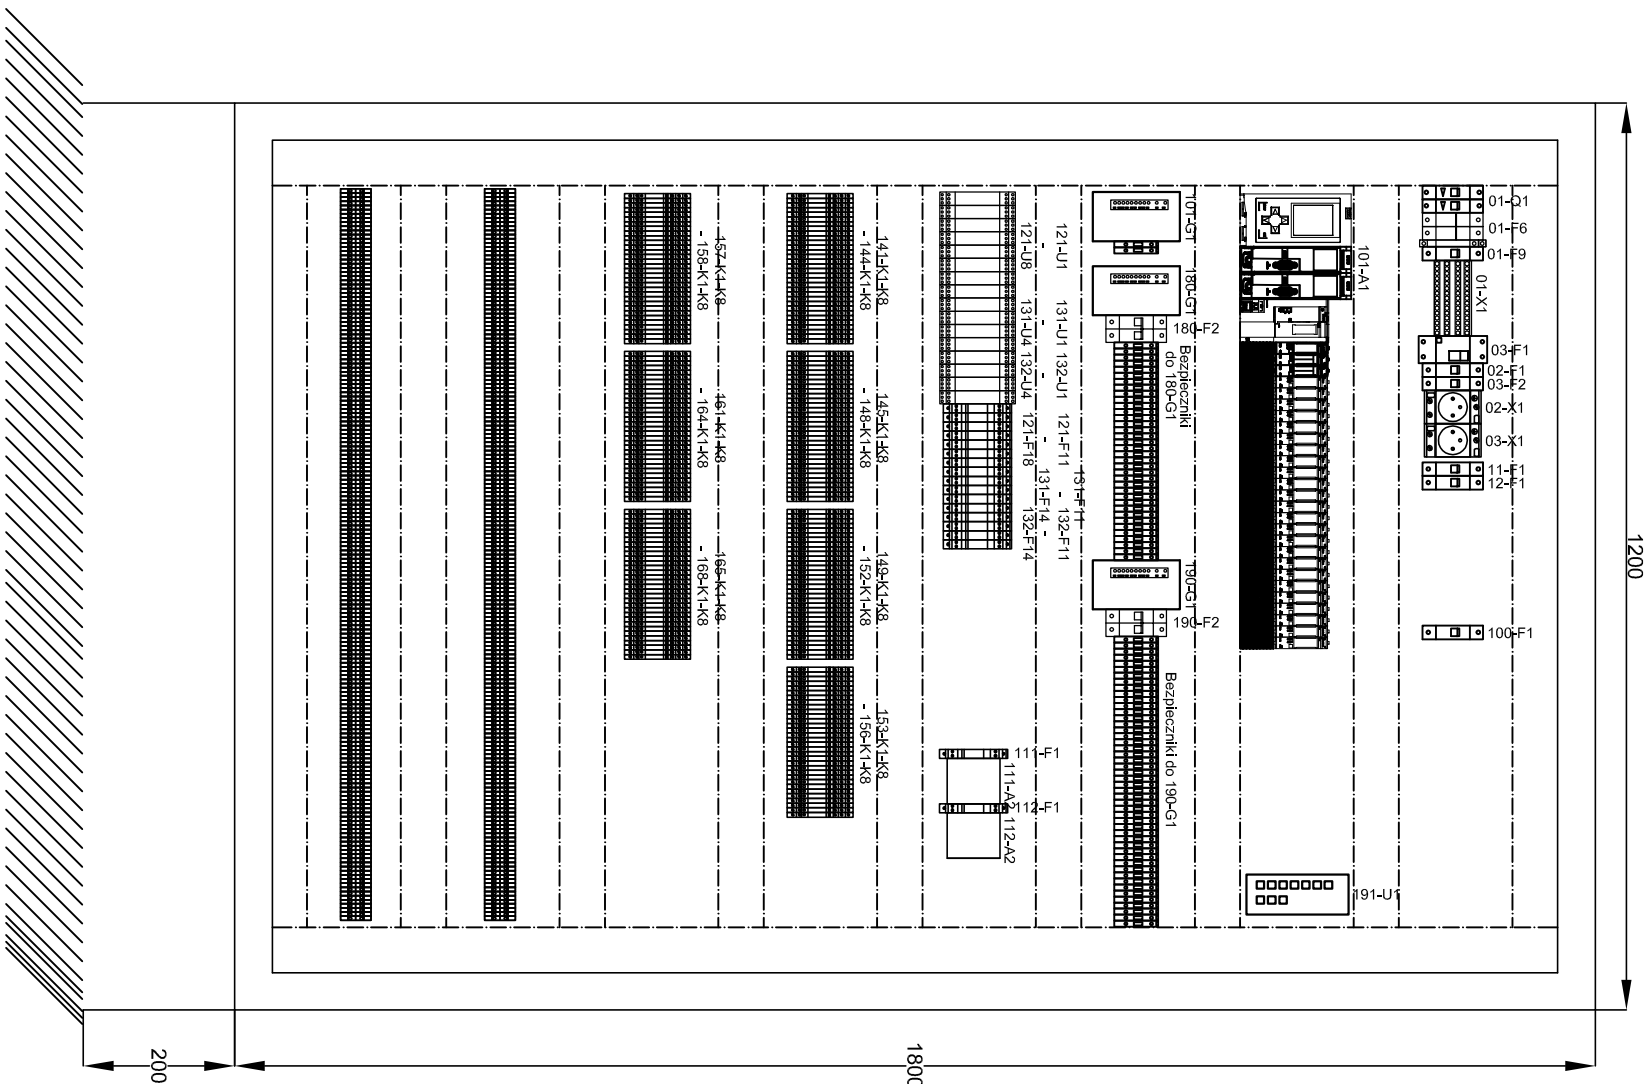 01-Q1
01-F6
01-F9
01-X1
03-F1
02-F1
03-F2
02-X1
03-X1
11-F1
12-F1
100-F1
101-A1
191-U1
101-G1
180-G1
180-F2
Bezpieczniki
do 180-G1
190-G1
190-F2
Bezpieczniki do 190-G1
121-U1
-
121-U8
131-U1
-
131-U4
132-U1
-
132-U4
121-F11
-
121-F18
131-F11
-
131-F14
132-F11
-
132-F14
111-F1
111-A2
112-F1
112-A2
141-K1-K8
- 144-K1-K8
145-K1-K8
- 148-K1-K8
149-K1-K8
- 152-K1-K8
153-K1-K8
- 156-K1-K8
157-K1-K8
- 158-K1-K8
161-K1-K8
- 164-K1-K8
165-K1-K8
- 168-K1-K8
1200
1800
200